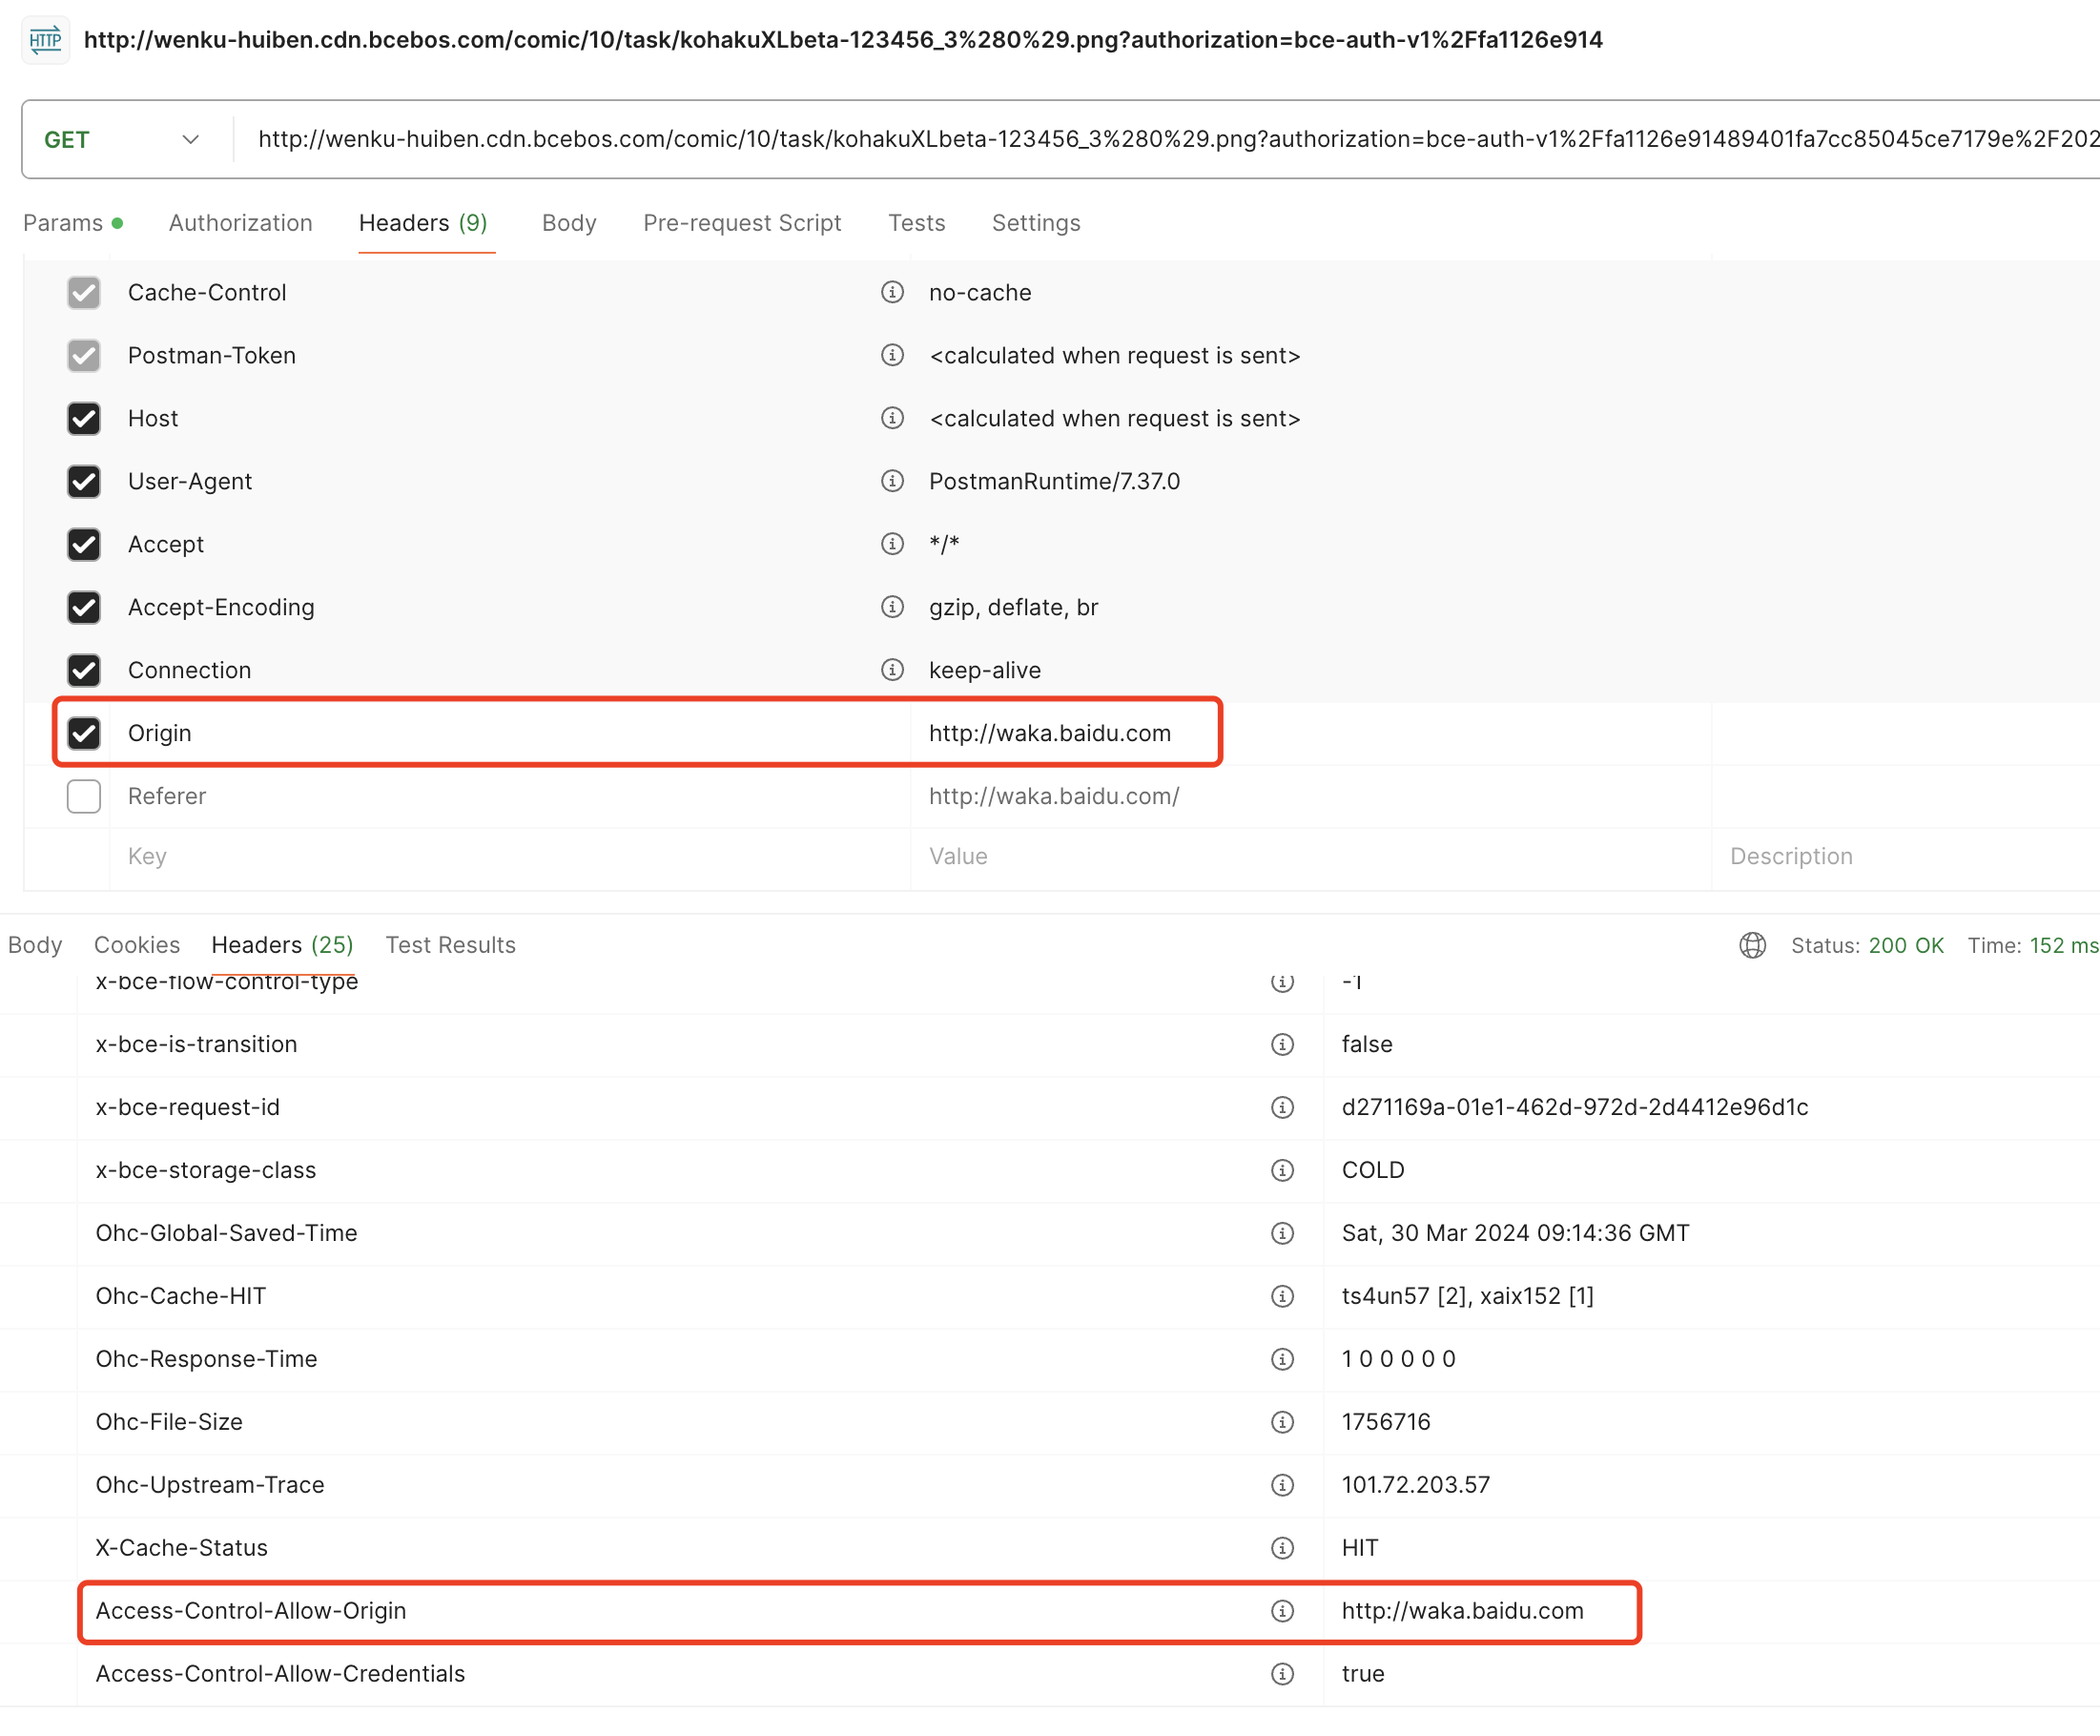 HTTP http://wenku-huiben.cdn.bcebos.com/comic/10/task/kohakuXLbeta-123456_3%280%29.png?authorization=bce-auth-v1%2Ffa1126e914
GET http://wenku-huiben.cdn.bcebos.com/comic/10/task/kohakuXLbeta-123456_3%280%29.png?authorization=bce-auth-v1%2Ffa1126e91489401fa7cc85045ce7179e%2F202
Params Authorization Headers (9) Body Pre-request Script Tests Settings
Cache-Control no-cache
Postman-Token <calculated when request is sent>
Host <calculated when request is sent>
User-Agent PostmanRuntime/7.37.0
Accept */*
Accept-Encoding gzip, deflate, br
Connection keep-alive
Origin http://waka.baidu.com
Referer http://waka.baidu.com/
Key Value Description
Body Cookies Headers (25) Test Results Status: 200 OK Time: 152 ms
x-bce-flow-control-type -1
x-bce-is-transition false
x-bce-request-id d271169a-01e1-462d-972d-2d4412e96d1c
x-bce-storage-class COLD
Ohc-Global-Saved-Time Sat, 30 Mar 2024 09:14:36 GMT
Ohc-Cache-HIT ts4un57 [2], xaix152 [1]
Ohc-Response-Time 1 0 0 0 0 0
Ohc-File-Size 1756716
Ohc-Upstream-Trace 101.72.203.57
X-Cache-Status HIT
Access-Control-Allow-Origin http://waka.baidu.com
Access-Control-Allow-Credentials true